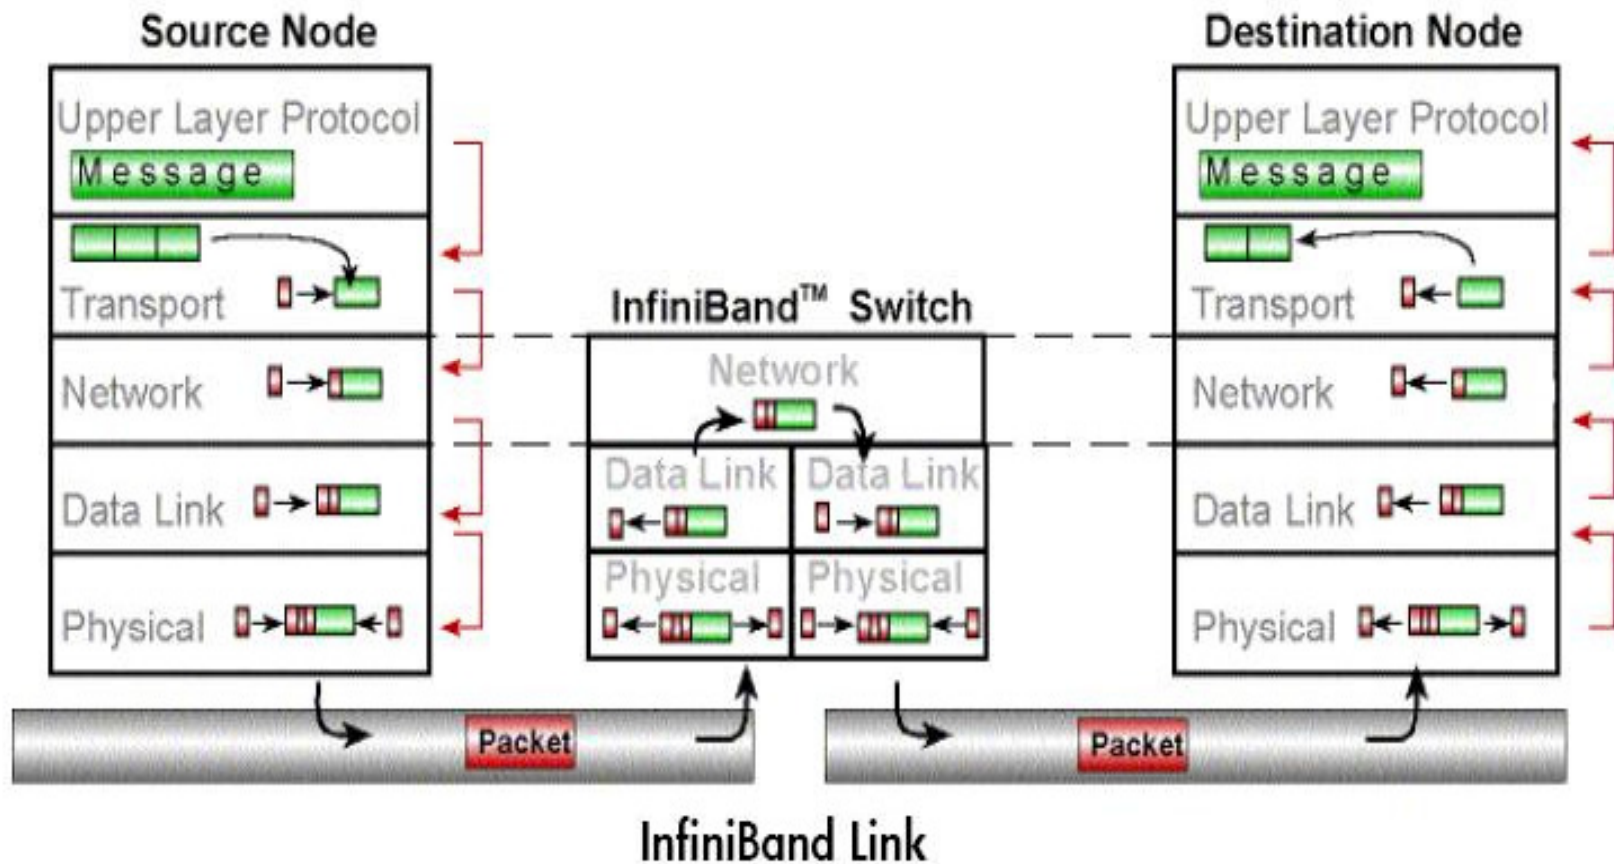 Source Node
Upper Layer Protocol
Message
Transport
Network
Data Link
Physical
InfiniBand™ Switch
Network
Data Link
Data Link
Physical
Physical
Destination Node
Upper Layer Protocol
Message
Transport
Network
Data Link
Physical
Packet
Packet
InfiniBand Link